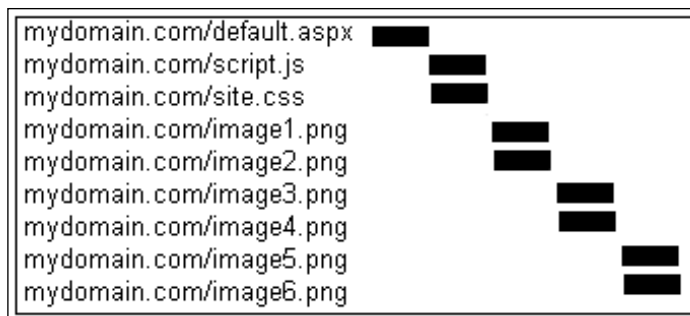 mydomain.com/default.aspx
mydomain.com/script.js
mydomain.com/site.css
mydomain.com/image1.png
mydomain.com/image2.png
mydomain.com/image3.png
mydomain.com/image4.png
mydomain.com/image5.png
mydomain.com/image6.png